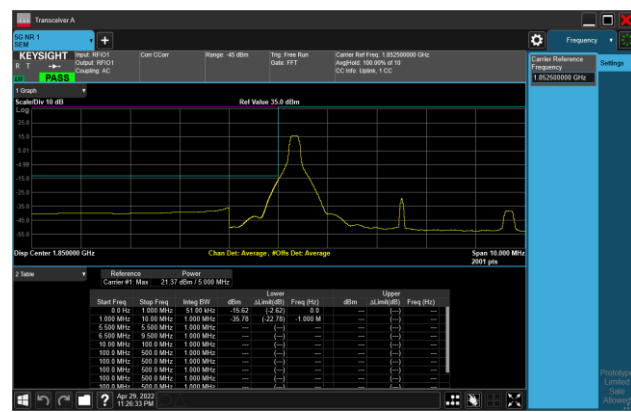 Transceiver A
5G NR 1
SEM
Frequency
KEYSIGHT
Input: RFIO1
Output: RFIO1
Coupling: AC
R T
PASS
Corr CCorr
Range: -45 dBm
Trig: Free Run
Gate: FFT
Carrier Ref Freq: 1.852500000 GHz
Avg|Hold: 100.00% of 10
CC Info: Uplink, 1 CC
Carrier Reference
Frequency
1.852500000 GHz
Settings
1 Graph
Scale/Div 10 dB
Ref Value 35.0 dBm
Log
25.0
15.0
5.01
-4.99
-15.0
-25.0
-35.0
-45.0
-55.0
Disp Center 1.850000 GHz
Chan Det: Average , #Offs Det: Average
Span 10.000 MHz
2001 pts
2 Table
Reference Power
Carrier #1: Max 21.37 dBm / 5.000 MHz
Lower Upper
Start Freq Stop Freq Integ BW dBm ΔLimit(dB) Freq (Hz) dBm ΔLimit(dB) Freq (Hz)
0.0 Hz 1.000 MHz 51.00 kHz -15.62 (-2.62) 0.0 --- (---) ---
1.000 MHz 10.00 MHz 1.000 MHz -35.78 (-22.78) -1.000 M --- (---) ---
5.500 MHz 5.500 MHz 1.000 MHz --- (---) --- --- (---) ---
6.500 MHz 9.500 MHz 1.000 MHz --- (---) --- --- (---) ---
10.00 MHz 100.0 MHz 1.000 MHz --- (---) --- --- (---) ---
100.0 MHz 500.0 MHz 1.000 MHz --- (---) --- --- (---) ---
100.0 MHz 500.0 MHz 1.000 MHz --- (---) --- --- (---) ---
100.0 MHz 500.0 MHz 1.000 MHz --- (---) --- --- (---) ---
100.0 MHz 500.0 MHz 1.000 MHz --- (---) --- --- (---) ---
Apr 29, 2022
11:26:33 PM
Prototype
Limited
Sale
Allowed